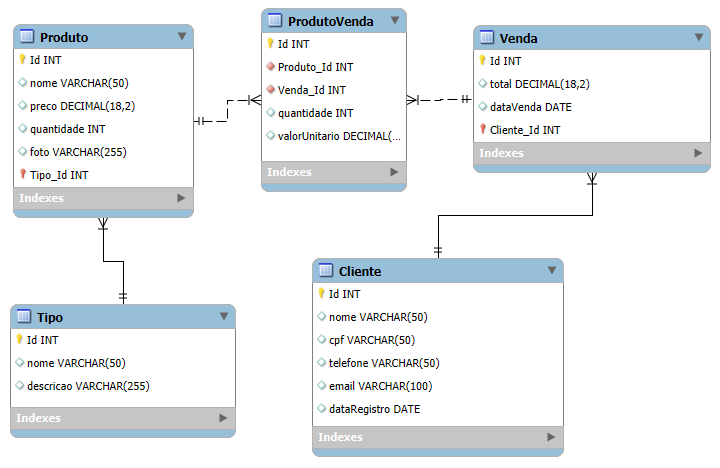 Produto
Id INT
nome VARCHAR(50)
preco DECIMAL(18,2)
quantidade INT
foto VARCHAR(255)
Tipo_Id INT
Indexes
ProdutoVenda
Id INT
Produto_Id INT
Venda_Id INT
quantidade INT
valorUnitario DECIMAL(...
Indexes
Venda
Id INT
total DECIMAL(18,2)
dataVenda DATE
Cliente_Id INT
Indexes
Tipo
Id INT
nome VARCHAR(50)
descricao VARCHAR(255)
Indexes
Cliente
Id INT
nome VARCHAR(50)
cpf VARCHAR(50)
telefone VARCHAR(50)
email VARCHAR(100)
dataRegistro DATE
Indexes